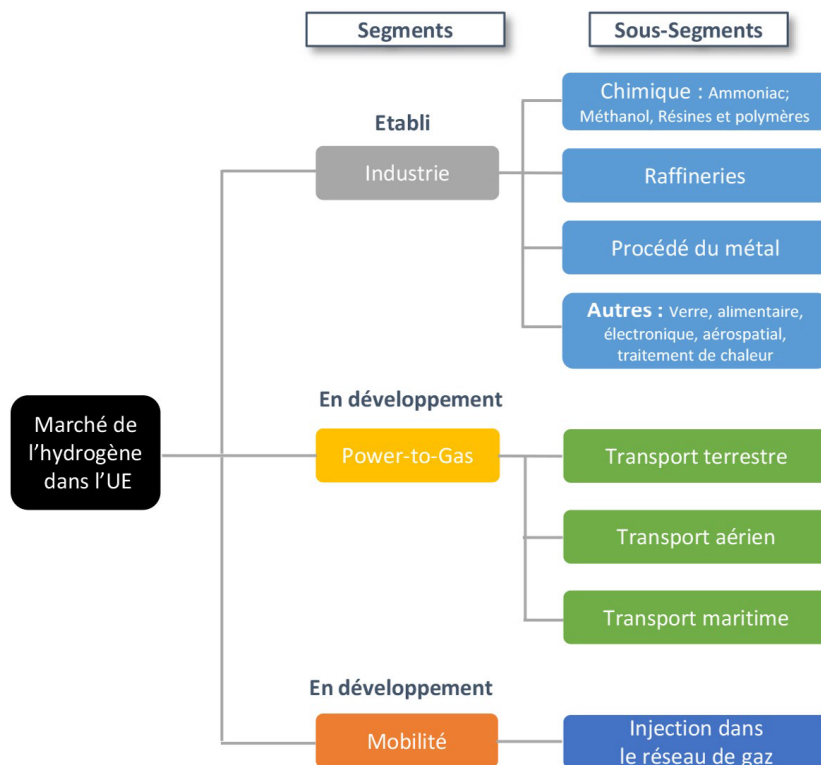 Segments
Sous-Segments
Etabli
Industrie
Chimique : Ammoniac;
Méthanol, Résines et polymères
Raffineries
Procédé du métal
Autres : Verre, alimentaire,
électronique, aérospatial,
traitement de chaleur
Marché de
l’hydrogène
dans l’UE
En développement
Power-to-Gas
Transport terrestre
Transport aérien
Transport maritime
En développement
Mobilité
Injection dans
le réseau de gaz